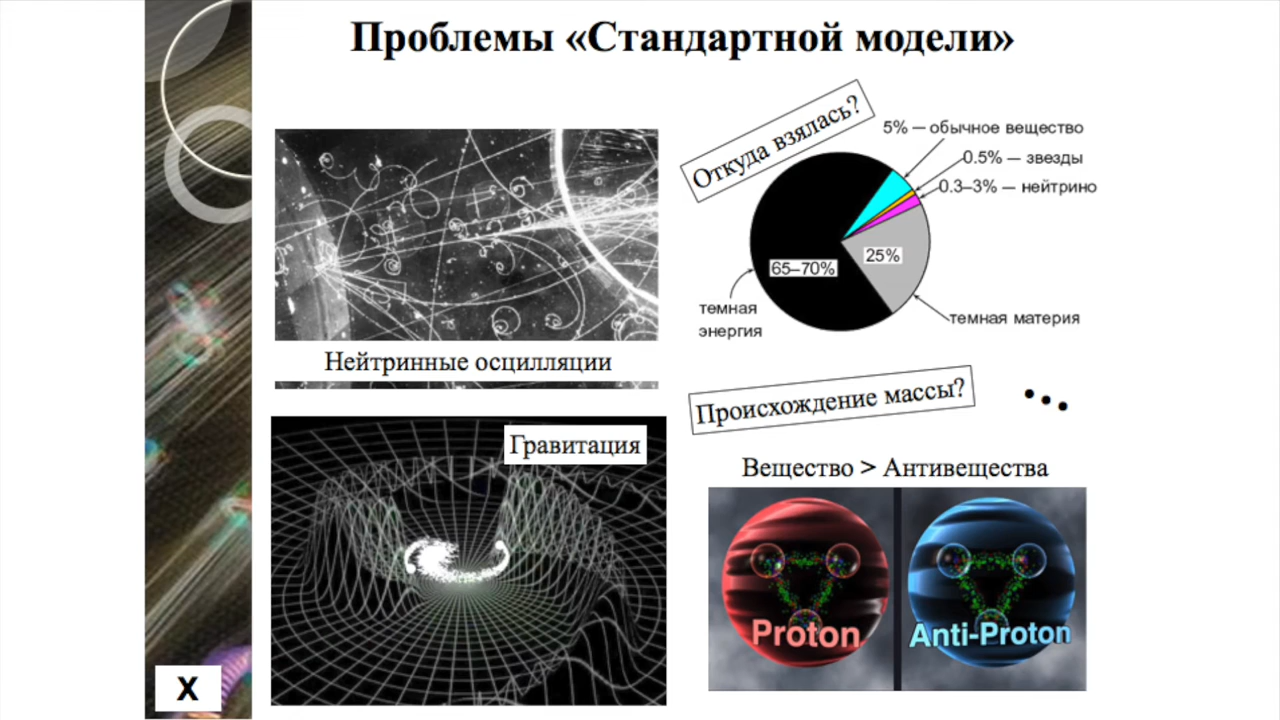 Проблемы «Стандартной модели»
Откуда взялась?
5% — обычное вещество
0.5% — звезды
0.3–3% — нейтрино
65–70%
25%
темная
энергия
темная материя
Нейтринные осцилляции
Происхождение массы?
...
Гравитация
Вещество > Антивещества
Proton
Anti-Proton
X